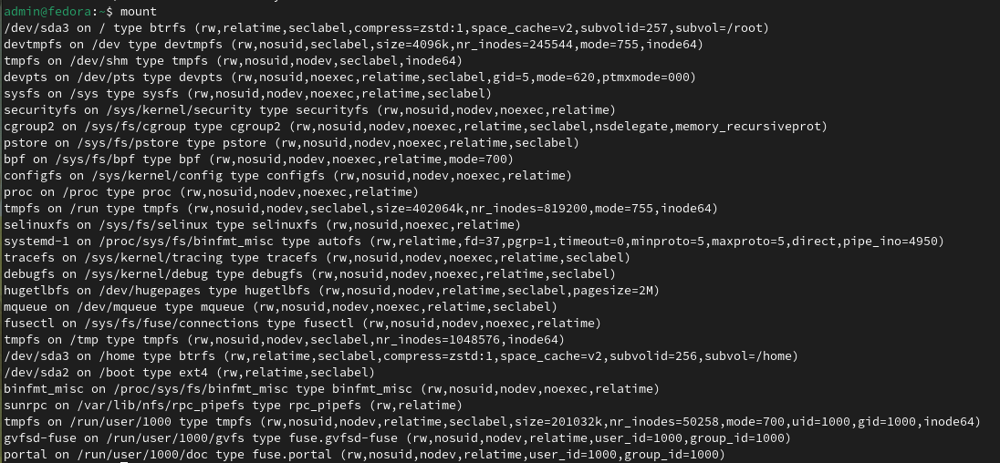 admin@fedora:~$ mount
/dev/sda3 on / type btrfs (rw,relatime,seclabel,compress=zstd:1,space_cache=v2,subvolid=257,subvol=/root)
devtmpfs on /dev type devtmpfs (rw,nosuid,seclabel,size=4096k,nr_inodes=245544,mode=755,inode64)
tmpfs on /dev/shm type tmpfs (rw,nosuid,nodev,seclabel,inode64)
devpts on /dev/pts type devpts (rw,nosuid,noexec,relatime,seclabel,gid=5,mode=620,ptmxmode=000)
sysfs on /sys type sysfs (rw,nosuid,nodev,noexec,relatime,seclabel)
securityfs on /sys/kernel/security type securityfs (rw,nosuid,nodev,noexec,relatime)
cgroup2 on /sys/fs/cgroup type cgroup2 (rw,nosuid,nodev,noexec,relatime,seclabel,nsdelegate,memory_recursiveprot)
pstore on /sys/fs/pstore type pstore (rw,nosuid,nodev,noexec,relatime,seclabel)
bpf on /sys/fs/bpf type bpf (rw,nosuid,nodev,noexec,relatime,mode=700)
configfs on /sys/kernel/config type configfs (rw,nosuid,nodev,noexec,relatime)
proc on /proc type proc (rw,nosuid,nodev,noexec,relatime)
tmpfs on /run type tmpfs (rw,nosuid,nodev,seclabel,size=402064k,nr_inodes=819200,mode=755,inode64)
selinuxfs on /sys/fs/selinux type selinuxfs (rw,nosuid,noexec,relatime)
systemd-1 on /proc/sys/fs/binfmt_misc type autofs (rw,relatime,fd=37,pgrp=1,timeout=0,minproto=5,maxproto=5,direct,pipe_ino=4950)
tracefs on /sys/kernel/tracing type tracefs (rw,nosuid,nodev,noexec,relatime,seclabel)
debugfs on /sys/kernel/debug type debugfs (rw,nosuid,nodev,noexec,relatime,seclabel)
hugetlbfs on /dev/hugepages type hugetlbfs (rw,nosuid,nodev,relatime,seclabel,pagesize=2M)
mqueue on /dev/mqueue type mqueue (rw,nosuid,nodev,noexec,relatime,seclabel)
fusectl on /sys/fs/fuse/connections type fusectl (rw,nosuid,nodev,noexec,relatime)
tmpfs on /tmp type tmpfs (rw,nosuid,nodev,seclabel,nr_inodes=1048576,inode64)
/dev/sda3 on /home type btrfs (rw,relatime,seclabel,compress=zstd:1,space_cache=v2,subvolid=256,subvol=/home)
/dev/sda2 on /boot type ext4 (rw,relatime,seclabel)
binfmt_misc on /proc/sys/fs/binfmt_misc type binfmt_misc (rw,nosuid,nodev,noexec,relatime)
sunrpc on /var/lib/nfs/rpc_pipefs type rpc_pipefs (rw,relatime)
tmpfs on /run/user/1000 type tmpfs (rw,nosuid,nodev,relatime,seclabel,size=201032k,nr_inodes=50258,mode=700,uid=1000,gid=1000,inode64)
gvfsd-fuse on /run/user/1000/gvfs type fuse.gvfsd-fuse (rw,nosuid,nodev,relatime,user_id=1000,group_id=1000)
portal on /run/user/1000/doc type fuse.portal (rw,nosuid,nodev,relatime,user_id=1000,group_id=1000)